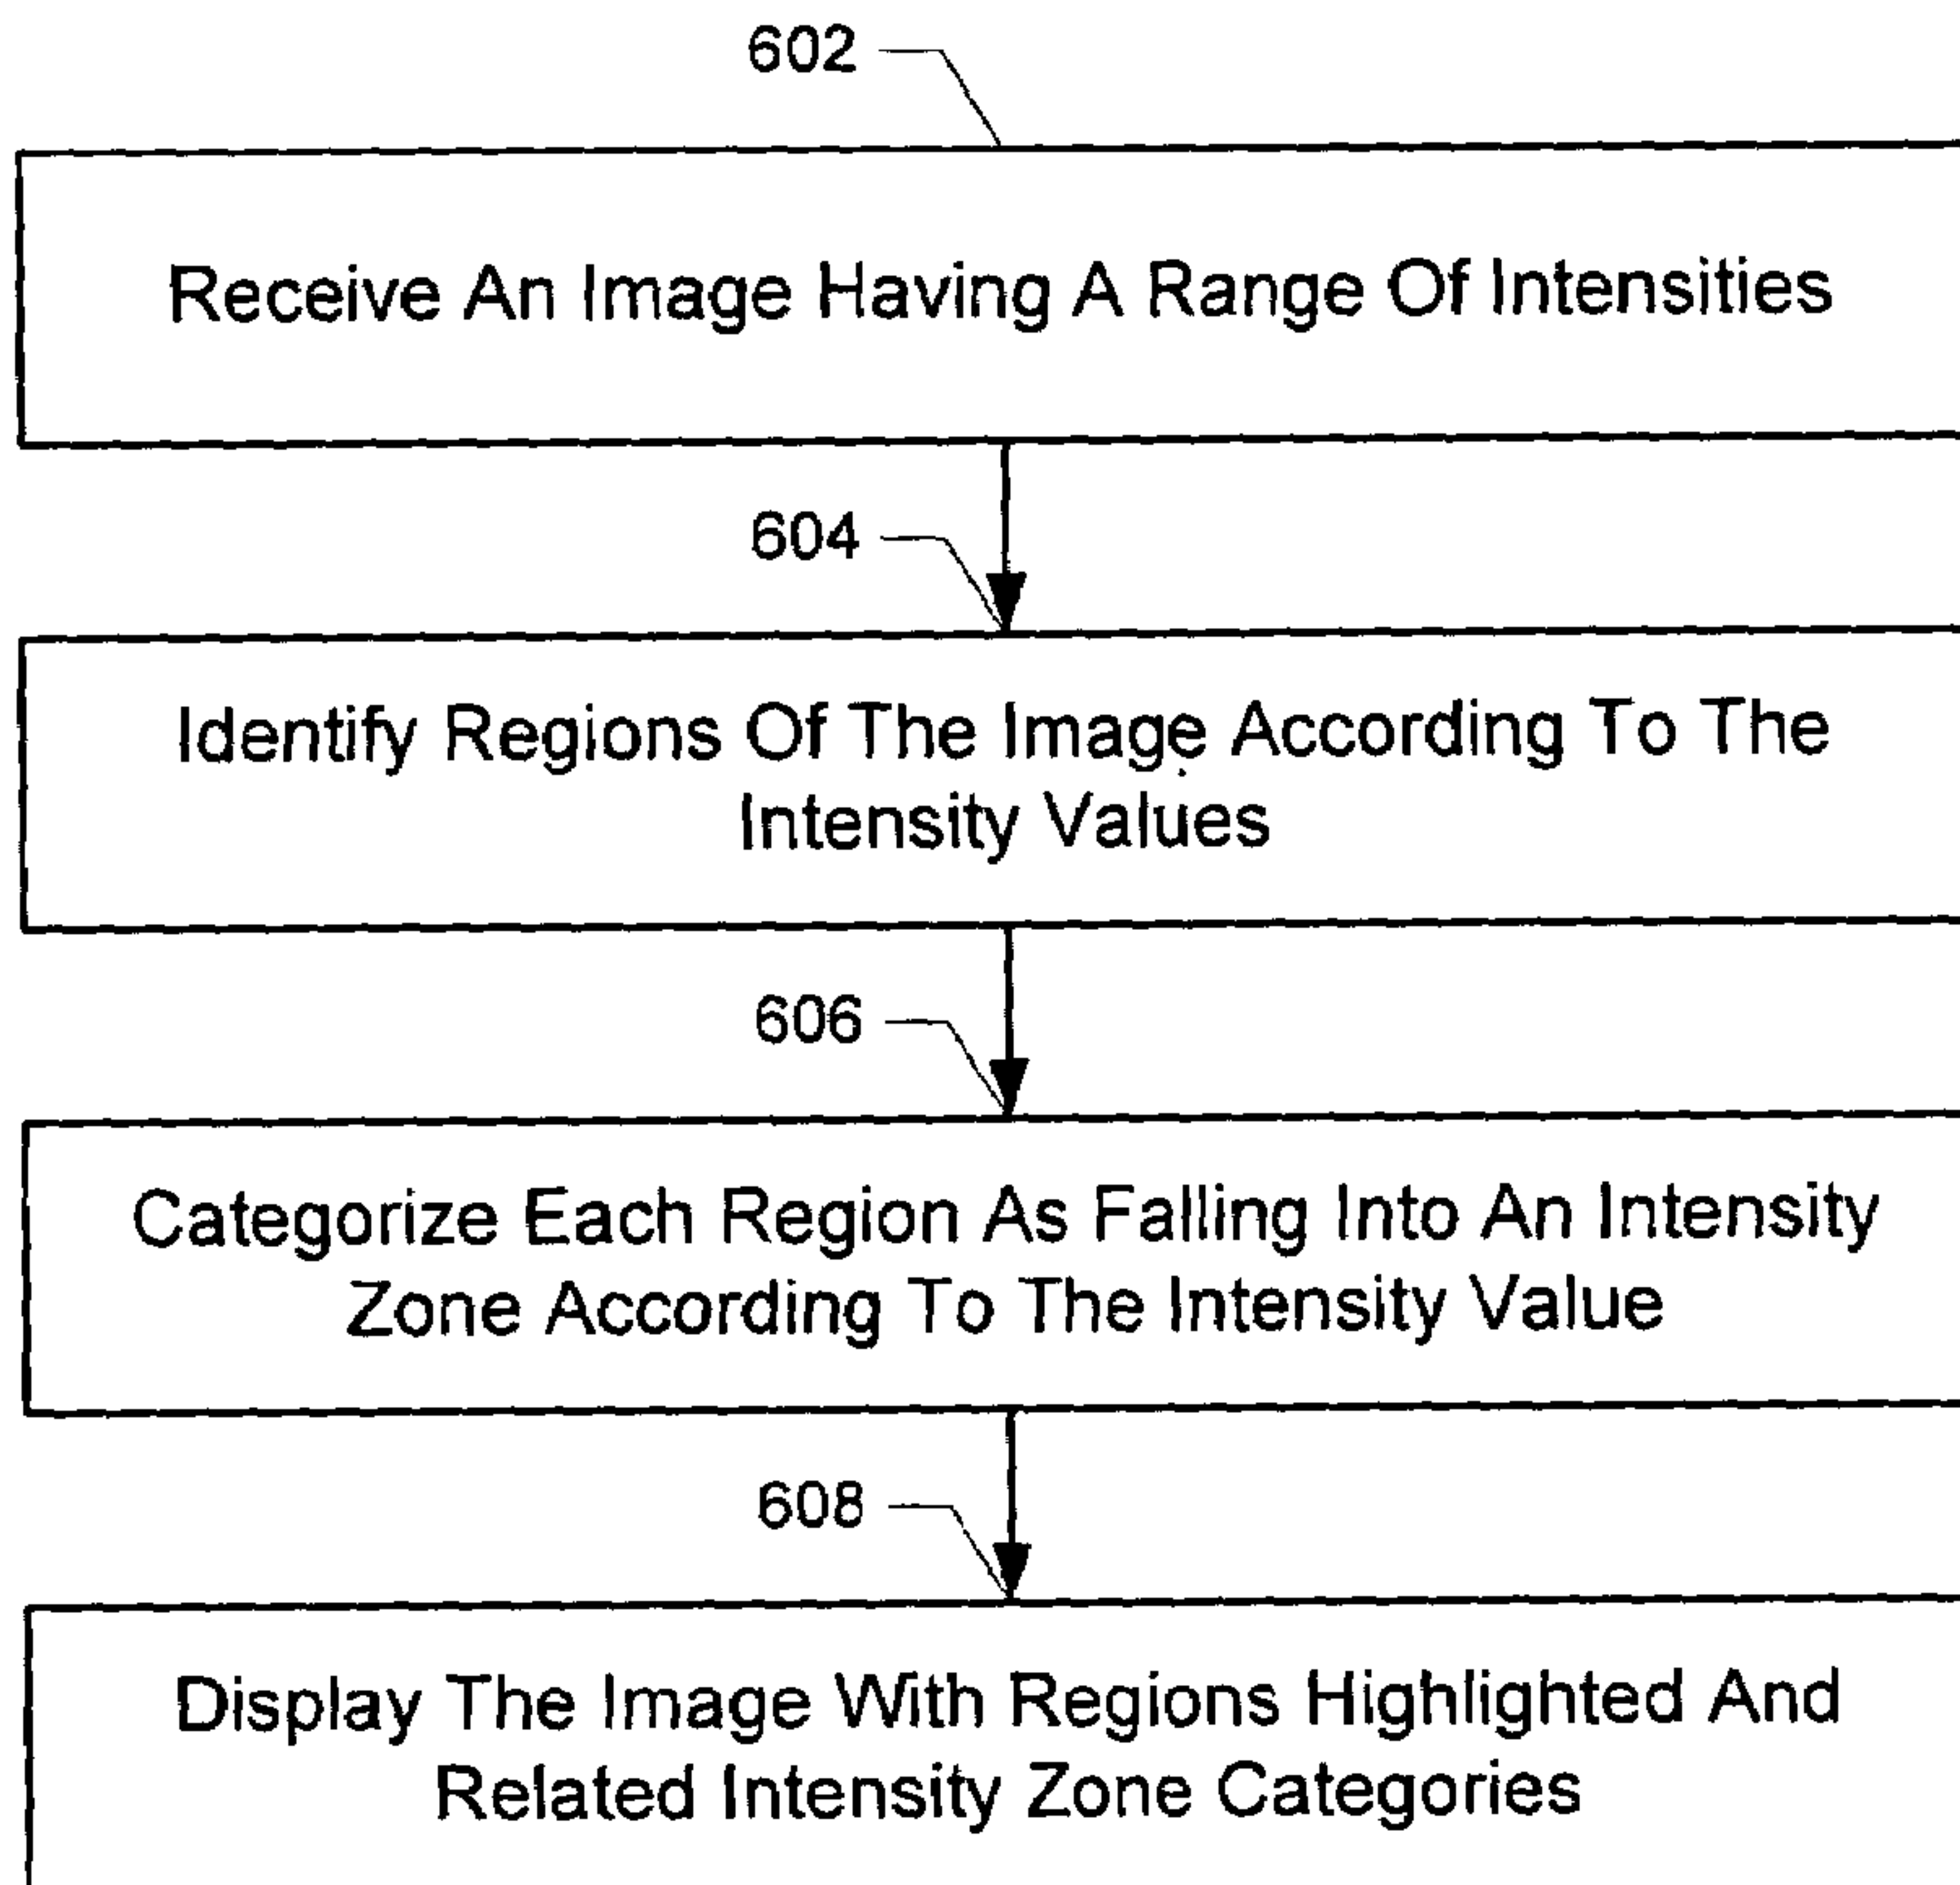 602
Receive An Image Having A Range Of Intensities
604
Identify Regions Of The Image According To The
Intensity Values
606
Categorize Each Region As Falling Into An Intensity
Zone According To The Intensity Value
608
Display The Image With Regions Highlighted And
Related Intensity Zone Categories